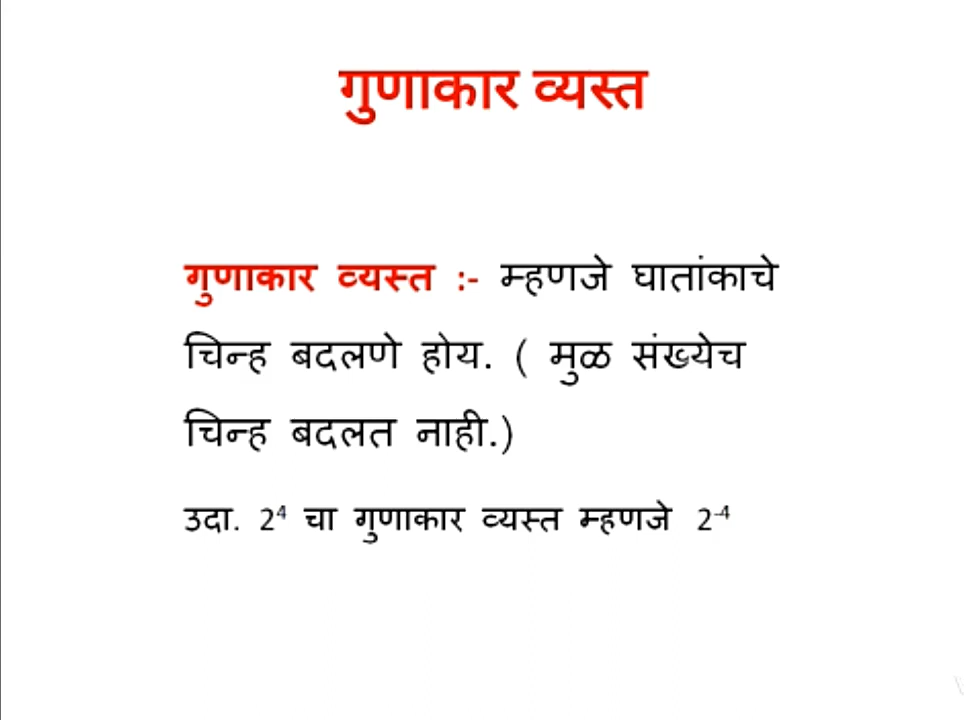 गुणाकार व्यस्त
गुणाकार व्यस्त :- म्हणजे घातांकाचे
चिन्ह बदलणे होय. ( मुळ संख्येच
चिन्ह बदलत नाही.)
उदा. 2⁴ चा गुणाकार व्यस्त म्हणजे 2⁻⁴